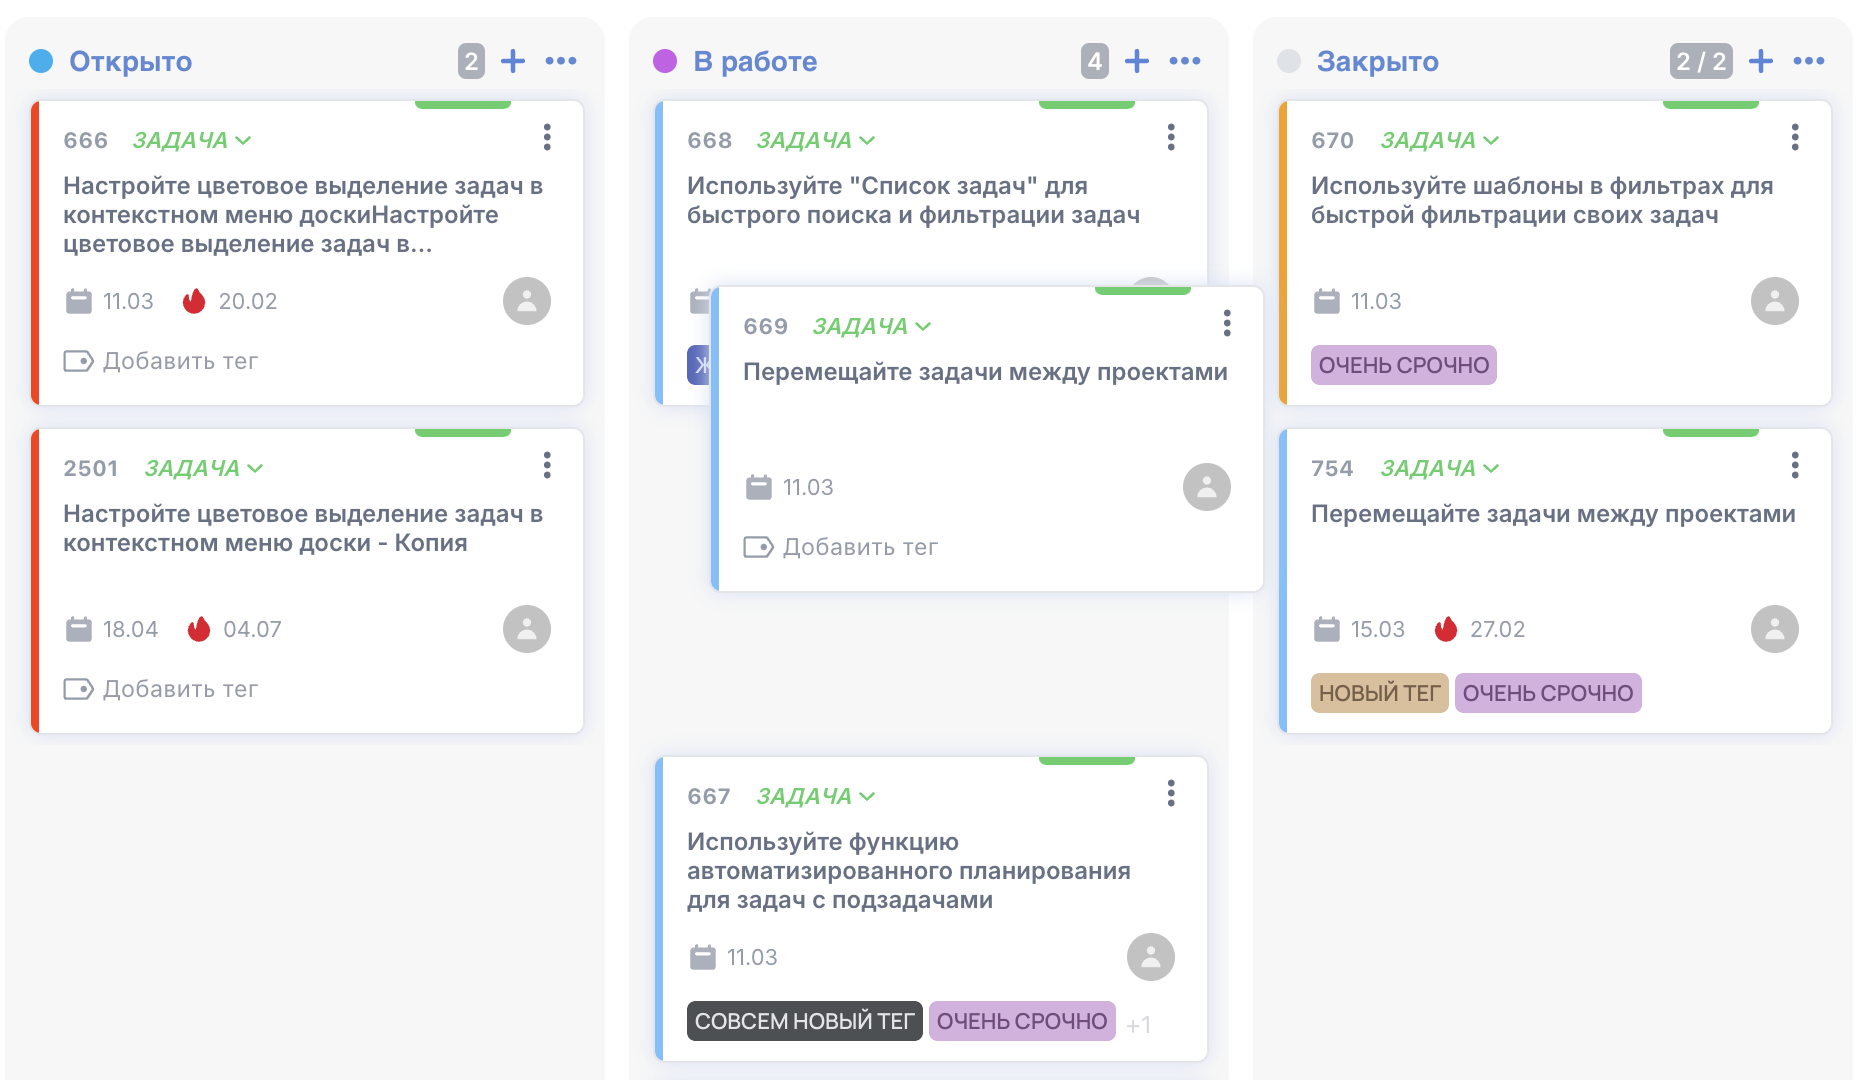 Открыто
2
666 ЗАДАЧА
Настройте цветовое выделение задач в
контекстном меню доскиНастройте
цветовое выделение задач в...
11.03 20.02
Добавить тег
2501 ЗАДАЧА
Настройте цветовое выделение задач в
контекстном меню доски - Копия
18.04 04.07
Добавить тег
В работе
4
668 ЗАДАЧА
Используйте "Список задач" для
быстрого поиска и фильтрации задач
669 ЗАДАЧА
Перемещайте задачи между проектами
11.03
Добавить тег
667 ЗАДАЧА
Используйте функцию
автоматизированного планирования
для задач с подзадачами
11.03
СОВСЕМ НОВЫЙ ТЕГ ОЧЕНЬ СРОЧНО +1
Закрыто
2 / 2
670 ЗАДАЧА
Используйте шаблоны в фильтрах для
быстрой фильтрации своих задач
11.03
ОЧЕНЬ СРОЧНО
754 ЗАДАЧА
Перемещайте задачи между проектами
15.03 27.02
НОВЫЙ ТЕГ ОЧЕНЬ СРОЧНО